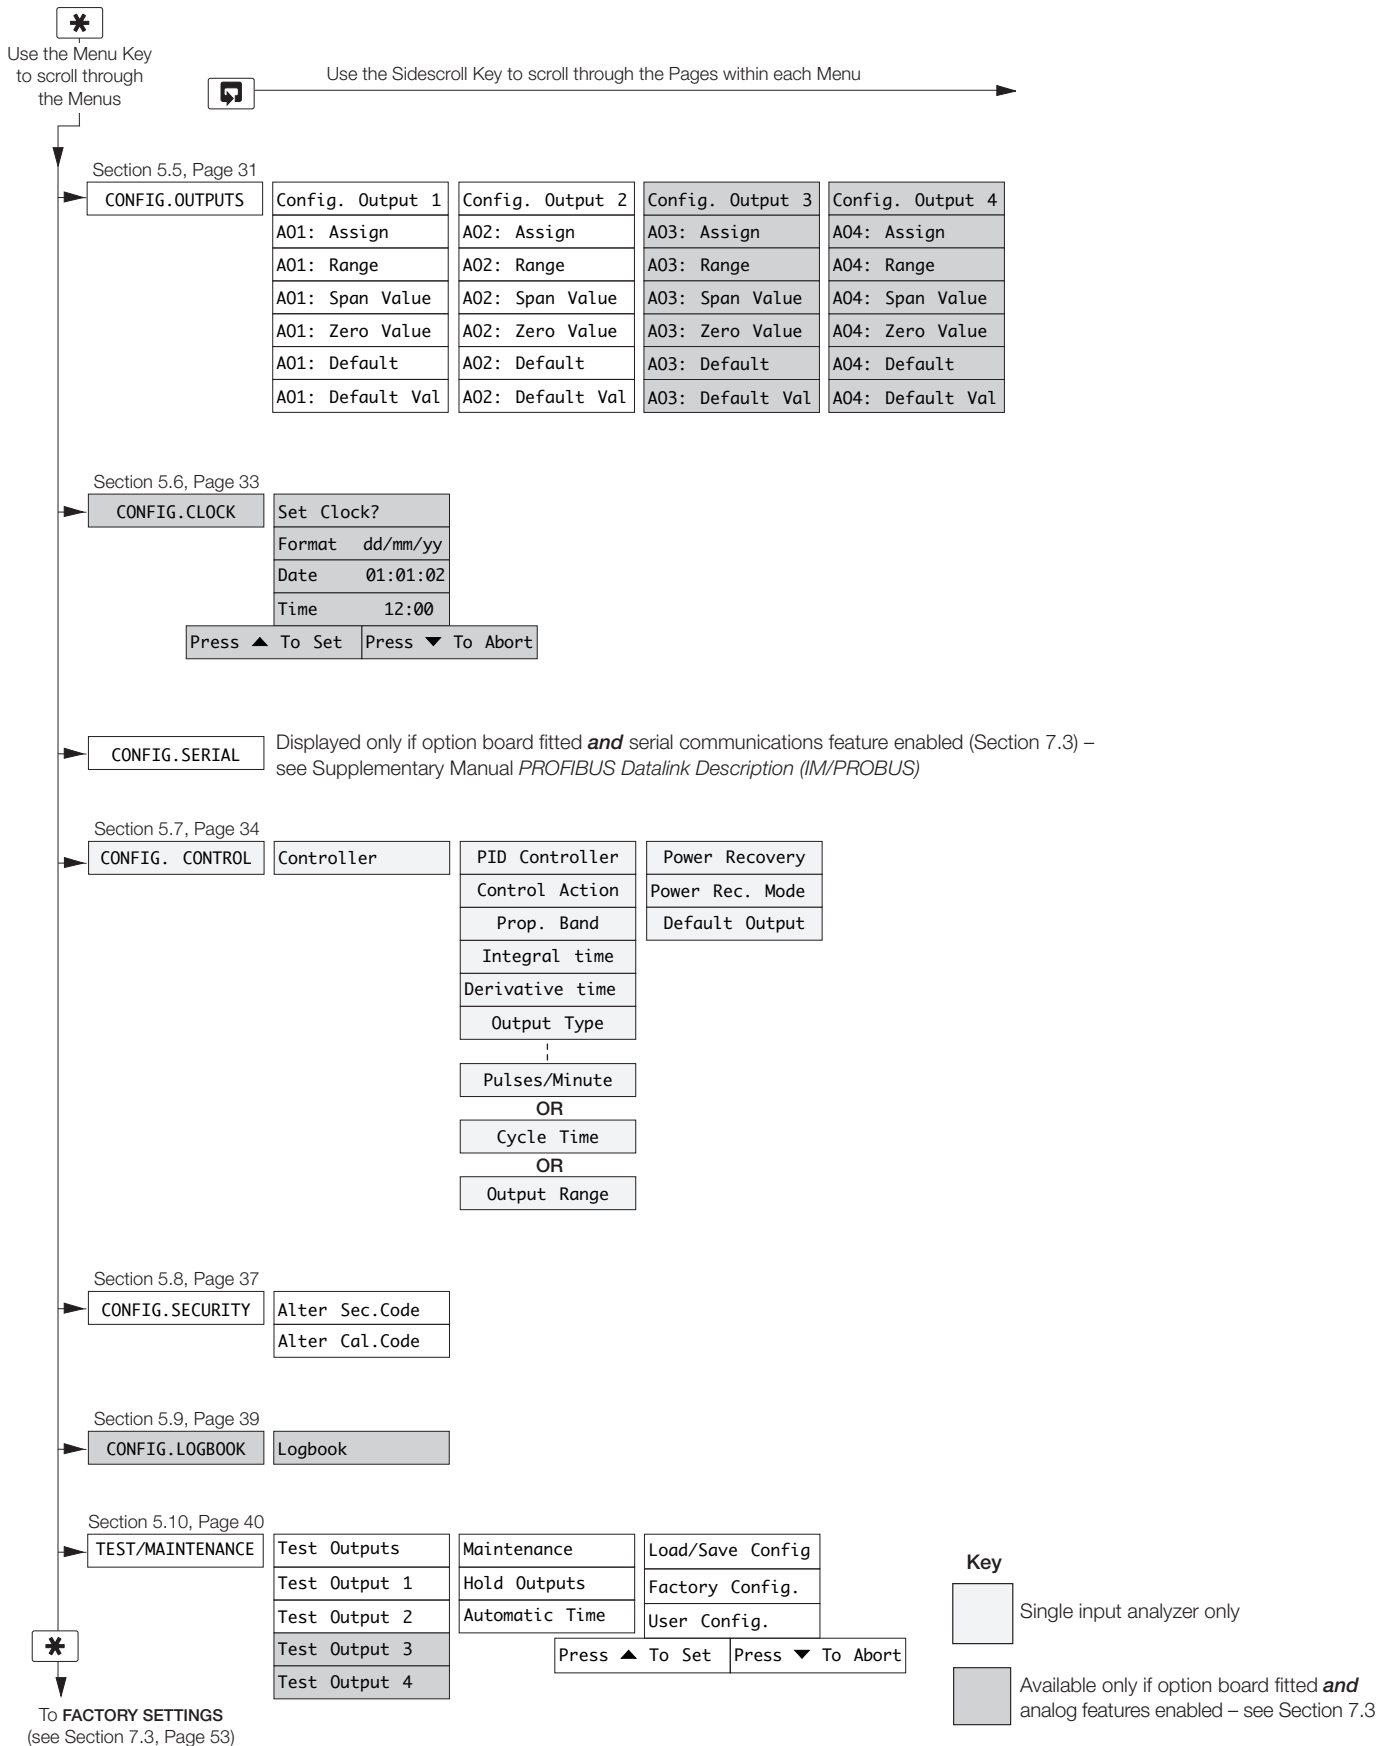 Use the Menu Key
to scroll through
the Menus
Use the Sidescroll Key to scroll through the Pages within each Menu
Section 5.5, Page 31
CONFIG.OUTPUTS
Config. Output 1
A01: Assign
A01: Range
A01: Span Value
A01: Zero Value
A01: Default
A01: Default Val
Config. Output 2
A02: Assign
A02: Range
A02: Span Value
A02: Zero Value
A02: Default
A02: Default Val
Config. Output 3
A03: Assign
A03: Range
A03: Span Value
A03: Zero Value
A03: Default
A03: Default Val
Config. Output 4
A04: Assign
A04: Range
A04: Span Value
A04: Zero Value
A04: Default
A04: Default Val
Section 5.6, Page 33
CONFIG.CLOCK
Set Clock?
Format dd/mm/yy
Date 01:01:02
Time 12:00
Press ▲ To Set
Press ▼ To Abort
CONFIG.SERIAL
Displayed only if option board fitted and serial communications feature enabled (Section 7.3) –
see Supplementary Manual PROFIBUS Datalink Description (IM/PROBUS)
Section 5.7, Page 34
CONFIG. CONTROL
Controller
PID Controller
Control Action
Prop. Band
Integral time
Derivative time
Output Type
Pulses/Minute
OR
Cycle Time
OR
Output Range
Power Recovery
Power Rec. Mode
Default Output
Section 5.8, Page 37
CONFIG.SECURITY
Alter Sec.Code
Alter Cal.Code
Section 5.9, Page 39
CONFIG.LOGBOOK
Logbook
Section 5.10, Page 40
TEST/MAINTENANCE
Test Outputs
Test Output 1
Test Output 2
Test Output 3
Test Output 4
Maintenance
Hold Outputs
Automatic Time
Load/Save Config
Factory Config.
User Config.
Press ▲ To Set
Press ▼ To Abort
Key
Single input analyzer only
Available only if option board fitted and
analog features enabled – see Section 7.3
To FACTORY SETTINGS
(see Section 7.3, Page 53)